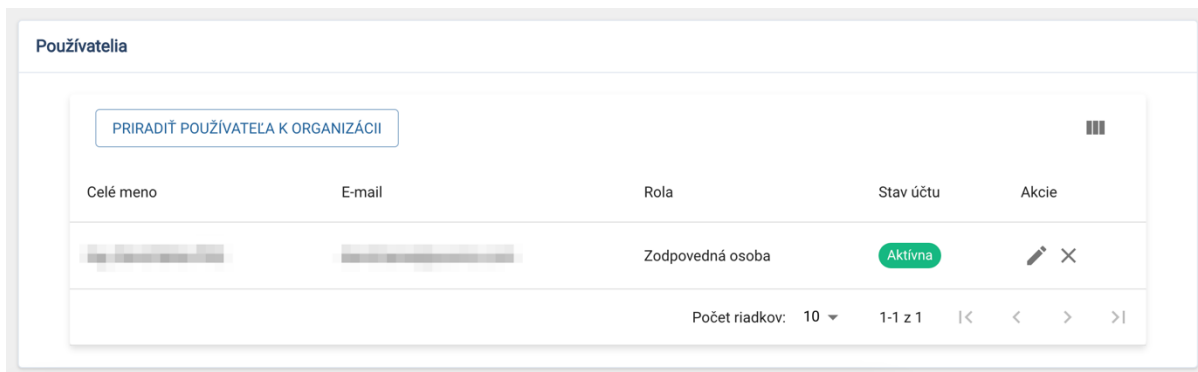 Používatelia
PRIRADIŤ POUŽÍVATEĽA K ORGANIZÁCII
Celé meno E-mail Rola Stav účtu Akcie
Zodpovedná osoba Aktívna
Počet riadkov: 10 1-1 z 1